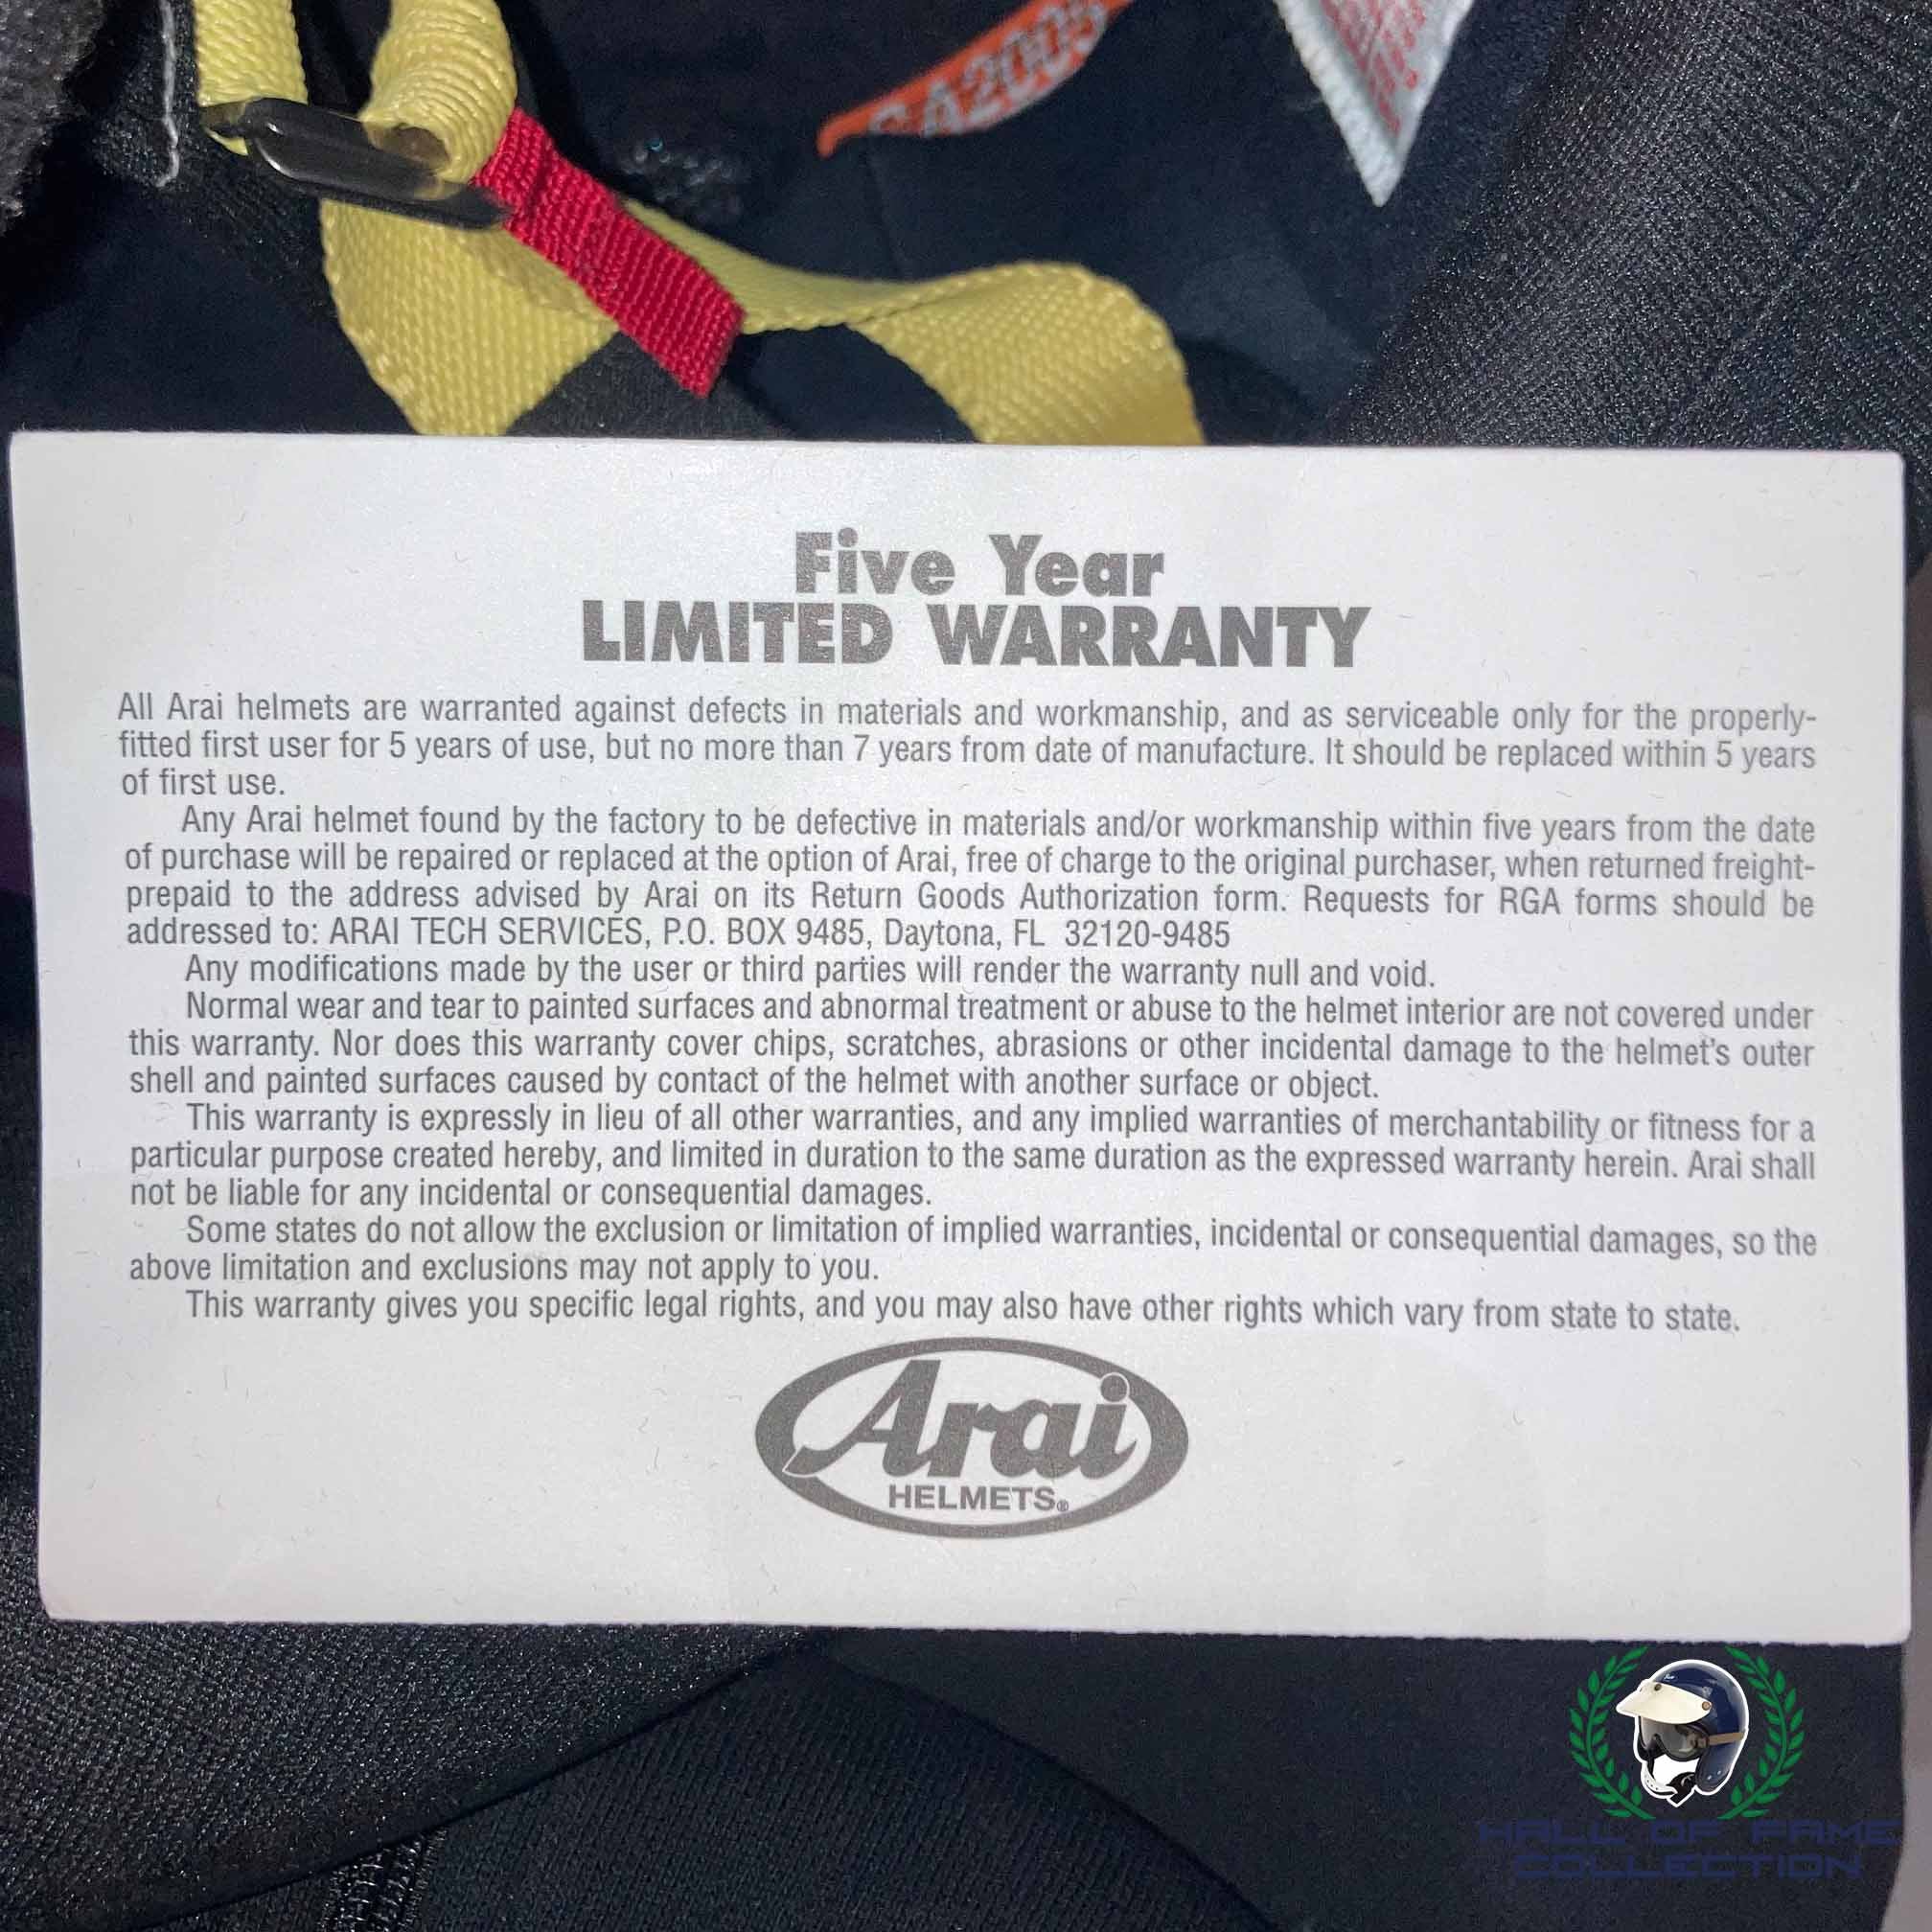 SA2005
Five Year
LIMITED WARRANTY
All Arai helmets are warranted against defects in materials and workmanship, and as serviceable only for the properly-
fitted first user for 5 years of use, but no more than 7 years from date of manufacture. It should be replaced within 5 years
of first use.
Any Arai helmet found by the factory to be defective in materials and/or workmanship within five years from the date
of purchase will be repaired or replaced at the option of Arai, free of charge to the original purchaser, when returned freight-
prepaid to the address advised by Arai on its Return Goods Authorization form. Requests for RGA forms should be
addressed to: ARAI TECH SERVICES, P.O. BOX 9485, Daytona, FL 32120-9485
Any modifications made by the user or third parties will render the warranty null and void.
Normal wear and tear to painted surfaces and abnormal treatment or abuse to the helmet interior are not covered under
this warranty. Nor does this warranty cover chips, scratches, abrasions or other incidental damage to the helmet's outer
shell and painted surfaces caused by contact of the helmet with another surface or object.
This warranty is expressly in lieu of all other warranties, and any implied warranties of merchantability or fitness for a
particular purpose created hereby, and limited in duration to the same duration as the expressed warranty herein. Arai shall
not be liable for any incidental or consequential damages.
Some states do not allow the exclusion or limitation of implied warranties, incidental or consequential damages, so the
above limitation and exclusions may not apply to you.
This warranty gives you specific legal rights, and you may also have other rights which vary from state to state.
Arai
HELMETS®
HALL OF FAME
COLLECTION